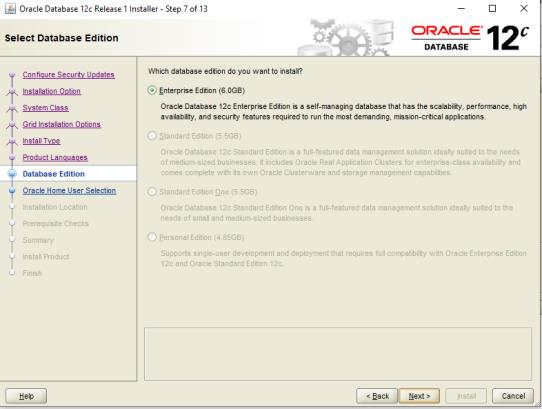 Oracle Database 12c Release 1 Installer - Step 7 of 13
Select Database Edition
ORACLE
DATABASE
12c
Configure Security Updates
Installation Option
System Class
Grid Installation Options
Install Type
Product Languages
Database Edition
Oracle Home User Selection
Installation Location
Prerequisite Checks
Summary
Install Product
Finish
Which database edition do you want to install?
Enterprise Edition (6.0GB)
Oracle Database 12c Enterprise Edition is a self-managing database that has the scalability, performance, high
availability, and security features required to run the most demanding, mission-critical applications.
Standard Edition (5.5GB)
Oracle Database 12c Standard Edition is a full-featured data management solution ideally suited to the needs
of medium-sized businesses. It includes Oracle Real Application Clusters for enterprise-class availability and
comes complete with its own Oracle Clusterware and storage management capabilities.
Standard Edition One (5.5GB)
Oracle Database 12c Standard Edition One is a full-featured data management solution ideally suited to the
needs of small and medium-sized businesses.
Personal Edition (4.85GB)
Supports single-user development and deployment that requires full compatibility with Oracle Enterprise Edition
12c and Oracle Standard Edition 12c.
Help
< Back
Next >
Install
Cancel